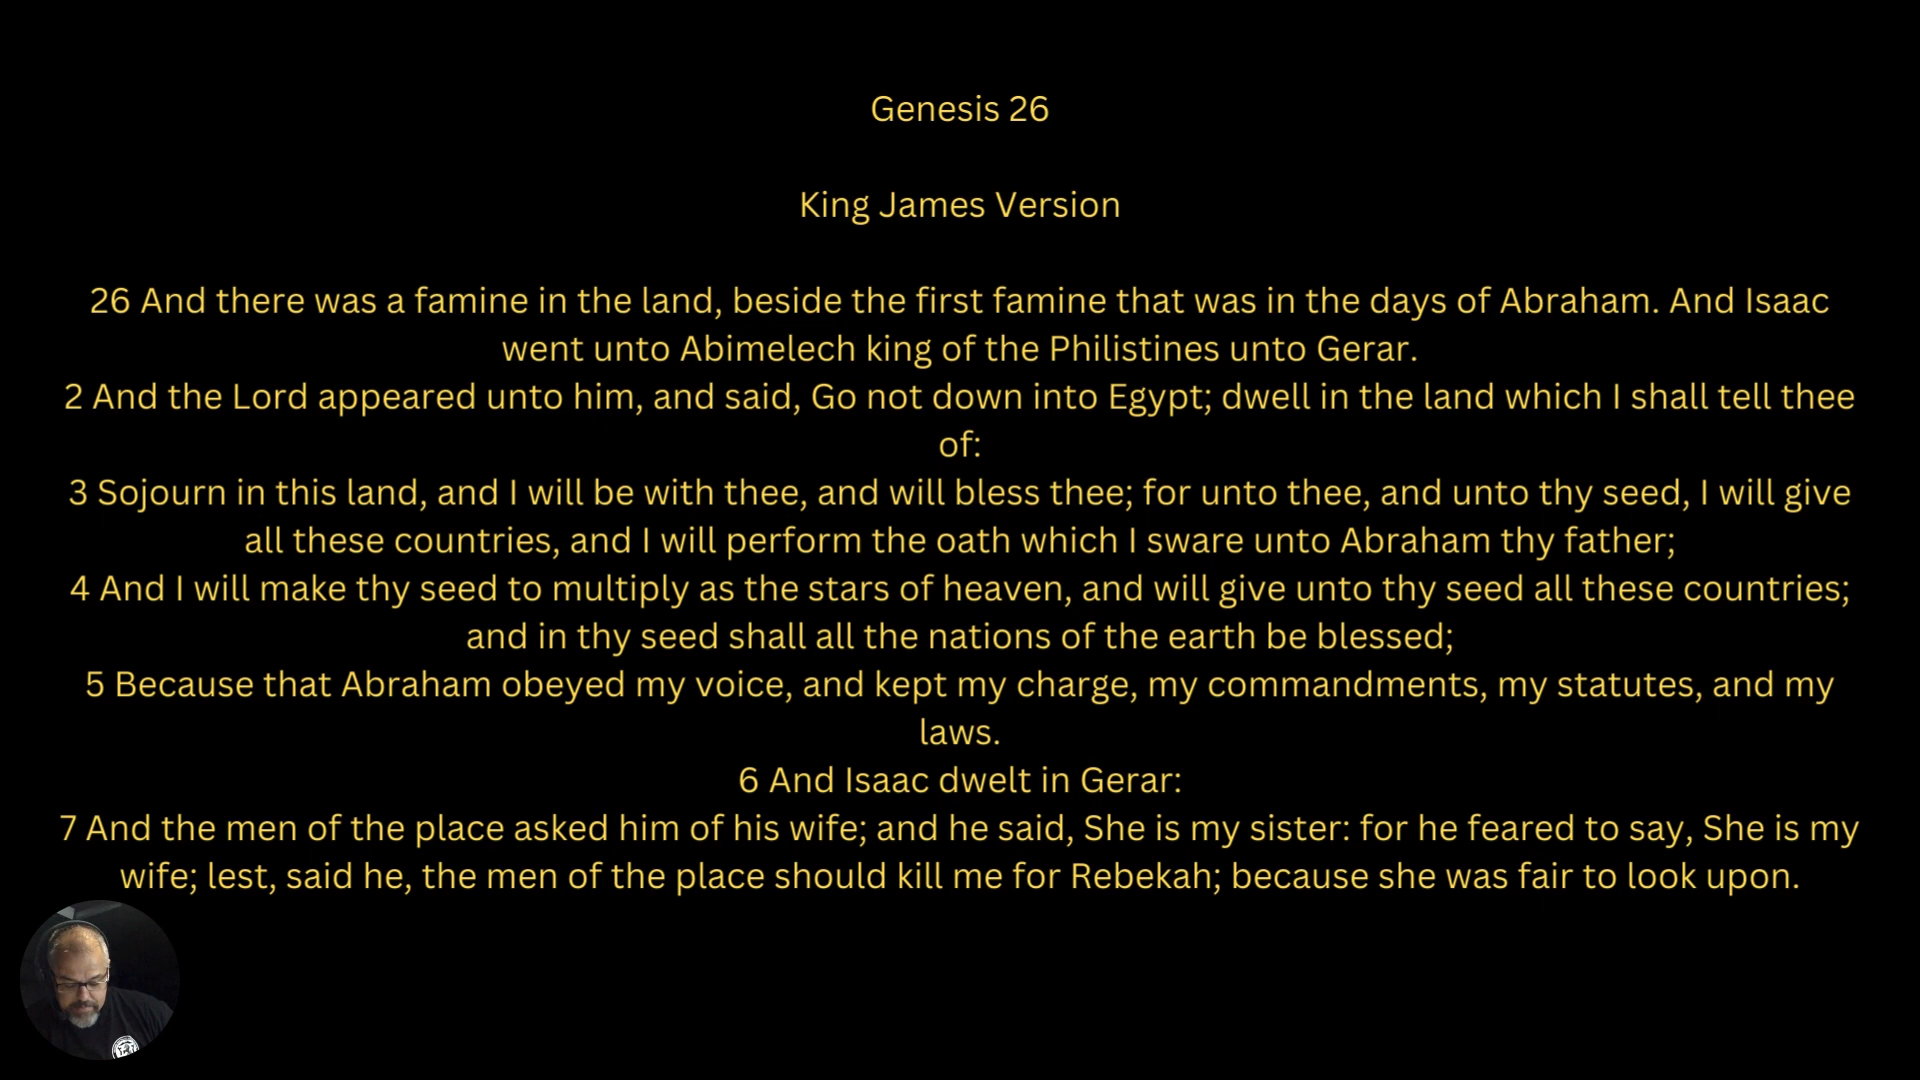 Genesis 26
King James Version
26 And there was a famine in the land, beside the first famine that was in the days of Abraham. And Isaac
went unto Abimelech king of the Philistines unto Gerar.
2 And the Lord appeared unto him, and said, Go not down into Egypt; dwell in the land which I shall tell thee
of:
3 Sojourn in this land, and I will be with thee, and will bless thee; for unto thee, and unto thy seed, I will give
all these countries, and I will perform the oath which I sware unto Abraham thy father;
4 And I will make thy seed to multiply as the stars of heaven, and will give unto thy seed all these countries;
and in thy seed shall all the nations of the earth be blessed;
5 Because that Abraham obeyed my voice, and kept my charge, my commandments, my statutes, and my
laws.
6 And Isaac dwelt in Gerar:
7 And the men of the place asked him of his wife; and he said, She is my sister: for he feared to say, She is my
wife; lest, said he, the men of the place should kill me for Rebekah; because she was fair to look upon.